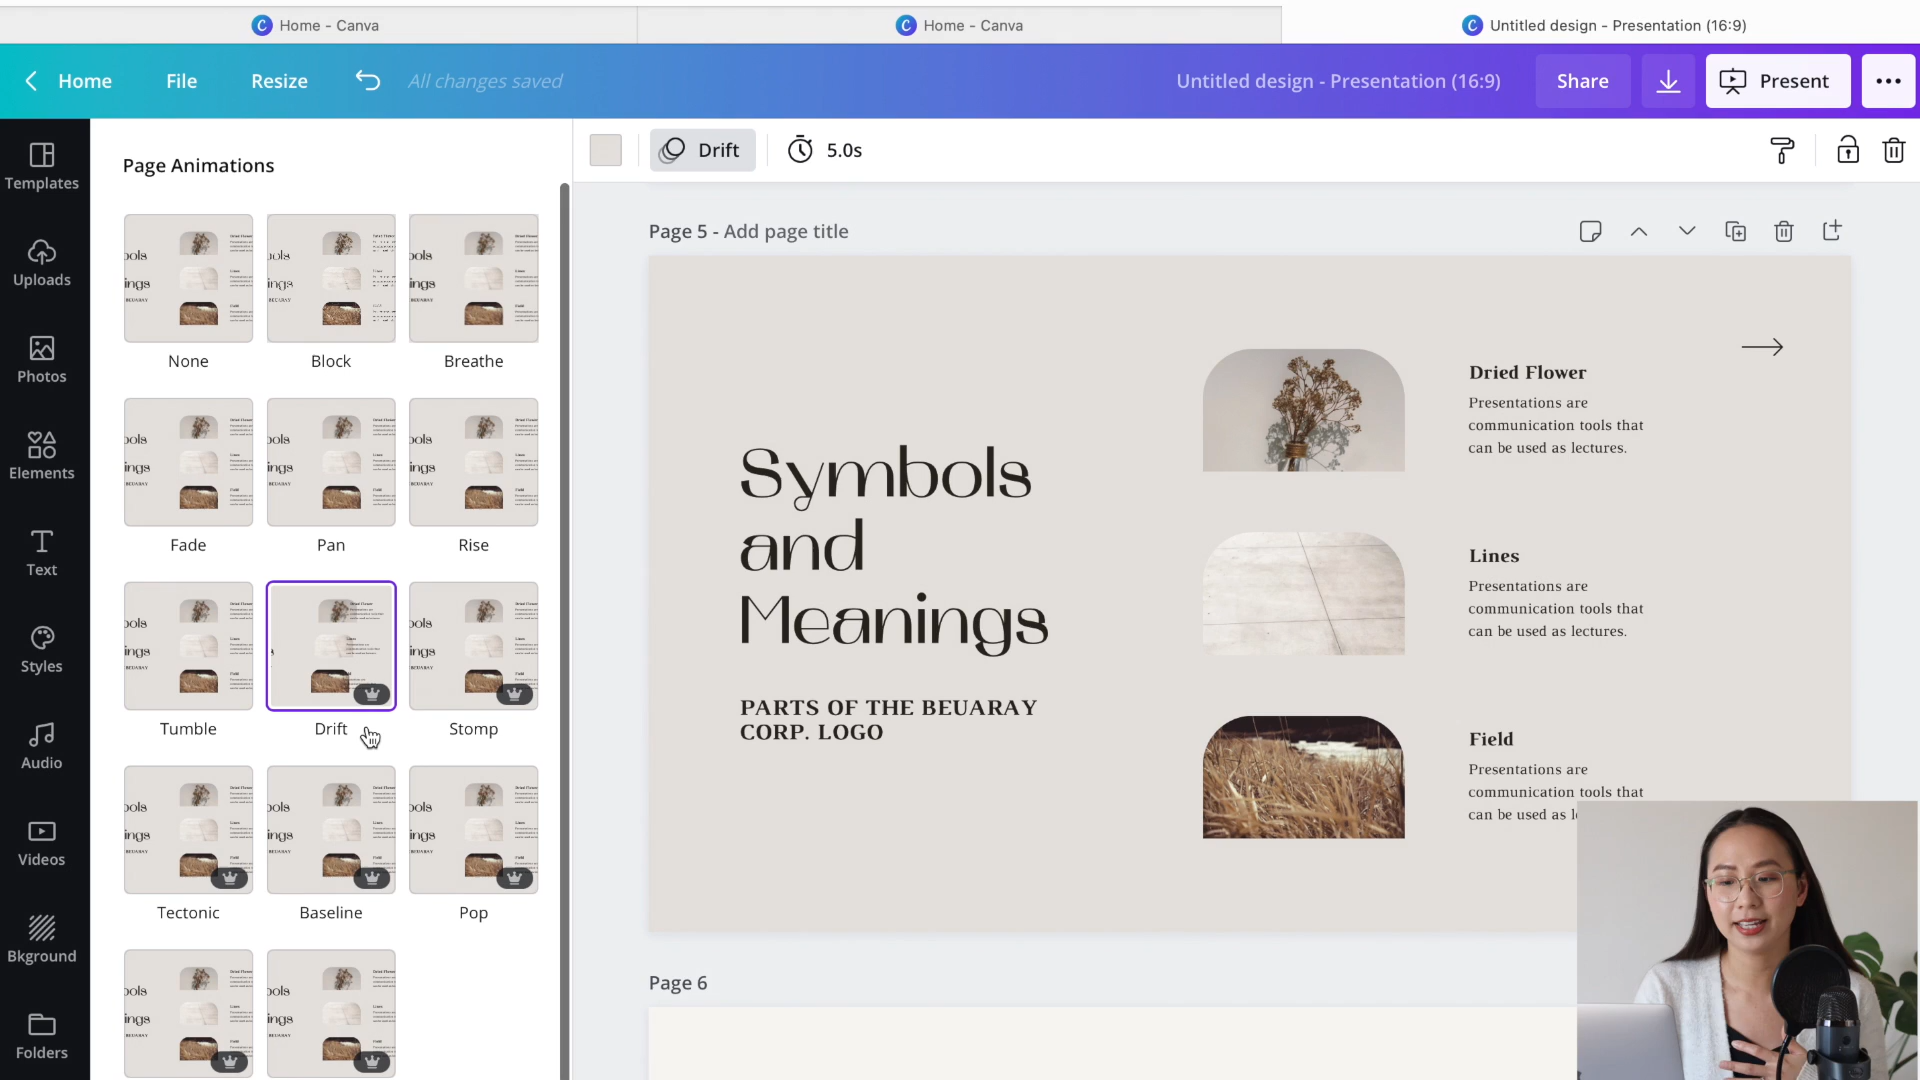 Home - Canva
Home - Canva
Untitled design - Presentation (16:9)
Home
File
Resize
All changes saved
Untitled design - Presentation (16:9)
Share
Present
Templates
Uploads
Photos
Elements
Text
Styles
Audio
Videos
Bkground
Folders
Page Animations
None
Block
Breathe
Fade
Pan
Rise
Tumble
Drift
Stomp
Tectonic
Baseline
Pop
Drift
5.0s
Page 5 - Add page title
Symbols
and
Meanings
PARTS OF THE BEUARAY
CORP. LOGO
Dried Flower
Presentations are
communication tools that
can be used as lectures.
Lines
Presentations are
communication tools that
can be used as lectures.
Field
Presentations are
communication tools that
can be used as
Page 6